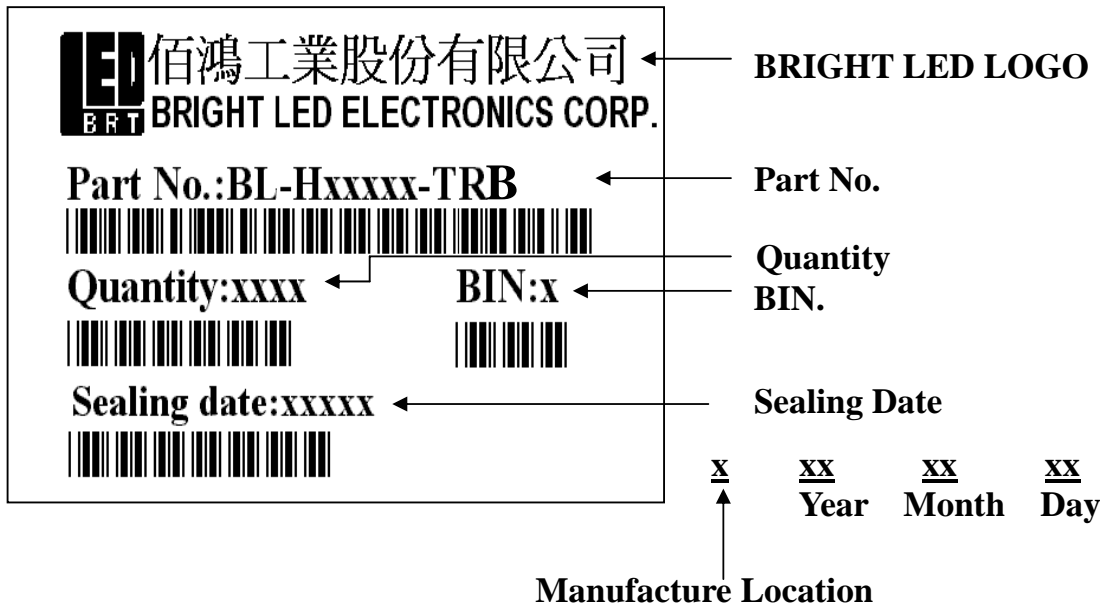 LED 佰鴻工業股份有限公司 BRIGHT LED LOGO
BRT BRIGHT LED ELECTRONICS CORP.
Part No.:BL-Hxxxxx-TRB Part No.
Quantity
Quantity:xxxx BIN:x BIN.
Sealing date:xxxxx Sealing Date
x xx xx xx
Year Month Day
Manufacture Location